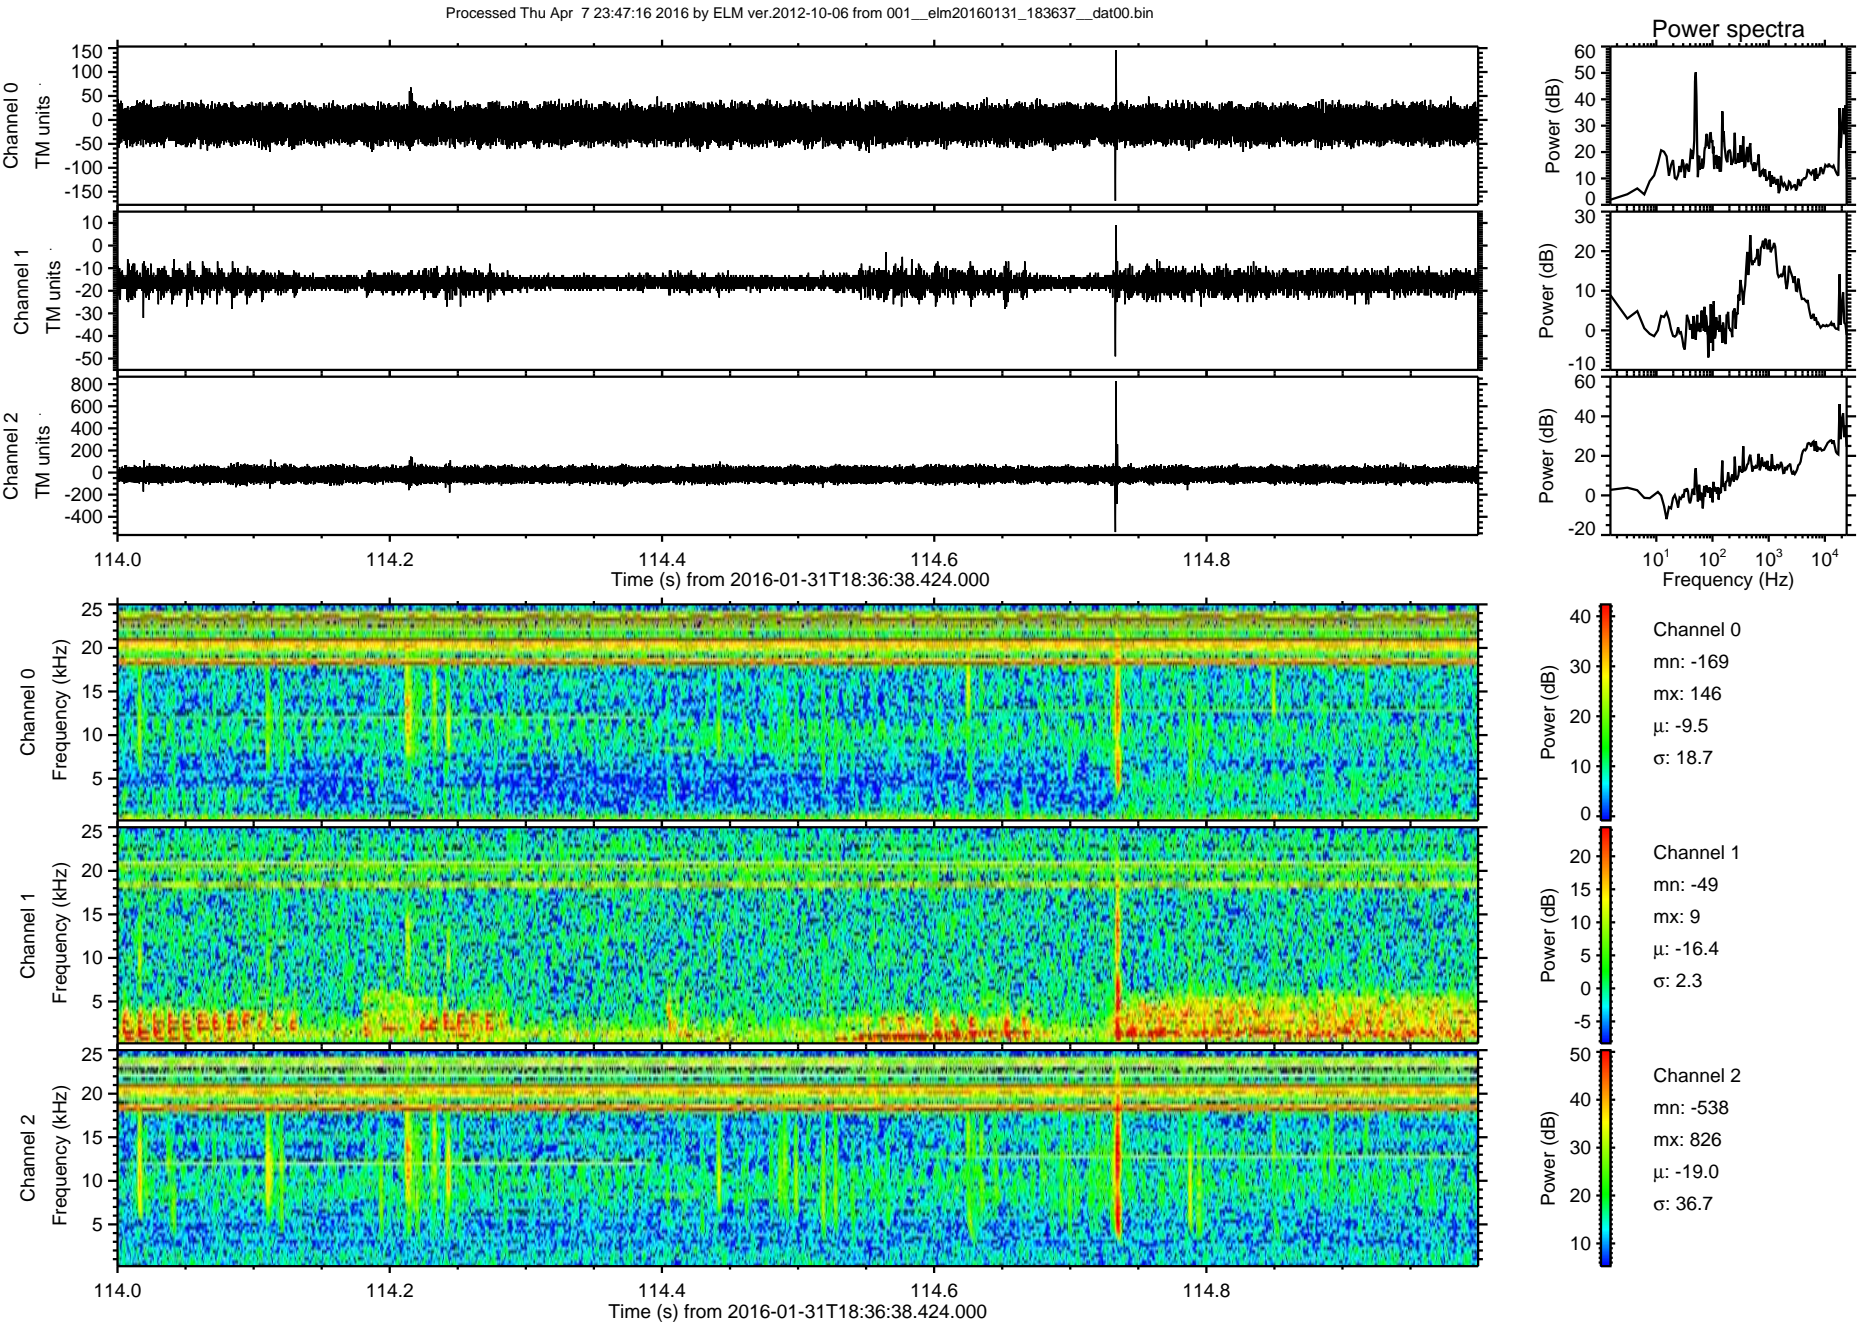 Processed Thu Apr 7 23:47:16 2016 by ELM ver.2012-10-06 from 001__elm20160131_183637__dat00.bin
Power spectra
Channel 0
TM units
150
100
50
0
-50
-100
-150
Power (dB)
60
50
40
30
20
10
0
Channel 1
TM units
10
0
-10
-20
-30
-40
-50
Power (dB)
30
20
10
0
-10
Channel 2
TM units
800
600
400
200
0
-200
-400
Power (dB)
60
40
20
0
-20
114.0 114.2 114.4 114.6 114.8
Time (s) from 2016-01-31T18:36:38.424.000
10^1 10^2 10^3 10^4
Frequency (Hz)
Channel 0
Frequency (kHz)
25
20
15
10
5
Power (dB)
40
30
20
10
0
Channel 0
mn: -169
mx: 146
µ: -9.5
σ: 18.7
Channel 1
Frequency (kHz)
25
20
15
10
5
Power (dB)
20
15
10
5
0
-5
Channel 1
mn: -49
mx: 9
µ: -16.4
σ: 2.3
Channel 2
Frequency (kHz)
25
20
15
10
5
Power (dB)
50
40
30
20
10
Channel 2
mn: -538
mx: 826
µ: -19.0
σ: 36.7
114.0 114.2 114.4 114.6 114.8
Time (s) from 2016-01-31T18:36:38.424.000